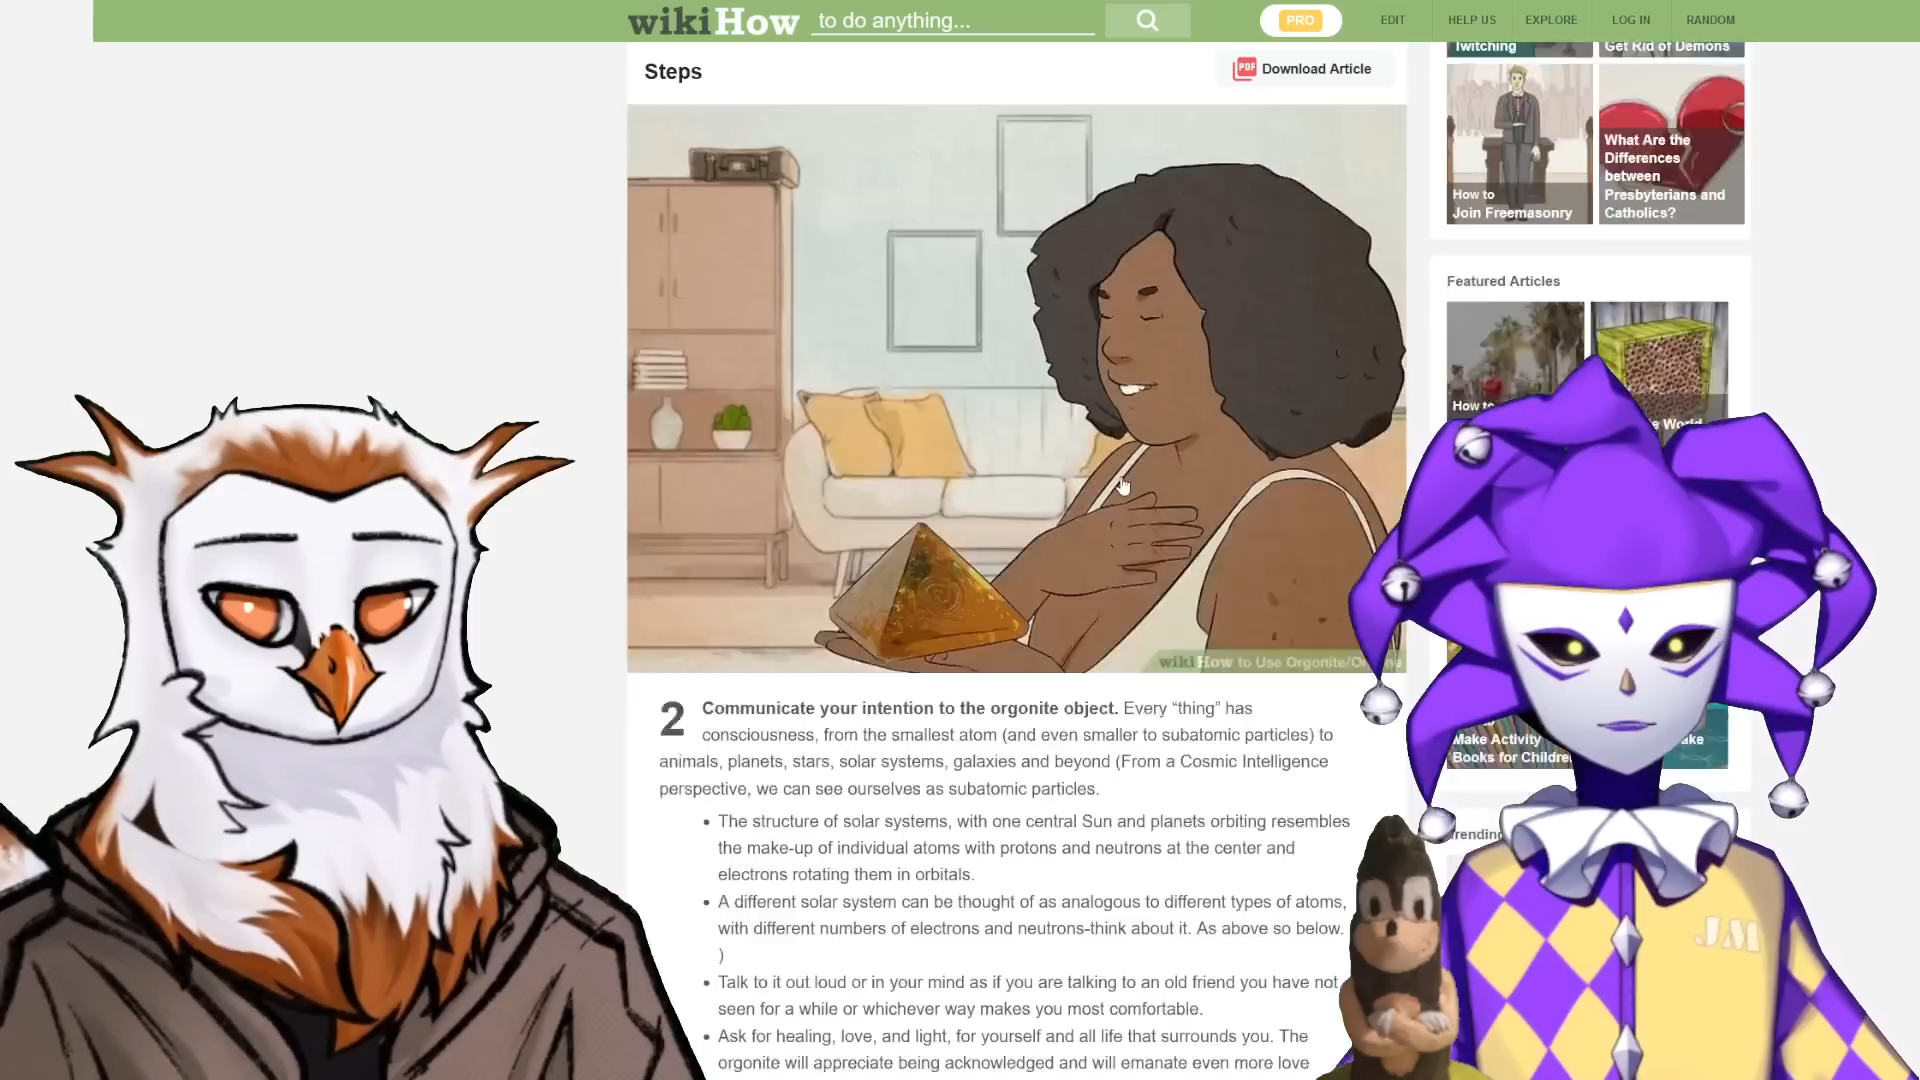 wikiHow to do anything...
PRO
EDIT
HELP US
EXPLORE
LOG IN
RANDOM
Steps
PDF Download Article
Twitching
Get Rid of Demons
How to
Join Freemasonry
What Are the
Differences
between
Presbyterians and
Catholics?
Featured Articles
How to
World
wikiHow to Use Orgonite/
2 Communicate your intention to the orgonite object. Every “thing” has
consciousness, from the smallest atom (and even smaller to subatomic particles) to
animals, planets, stars, solar systems, galaxies and beyond (From a Cosmic Intelligence
perspective, we can see ourselves as subatomic particles.
• The structure of solar systems, with one central Sun and planets orbiting resembles
the make-up of individual atoms with protons and neutrons at the center and
electrons rotating them in orbitals.
• A different solar system can be thought of as analogous to different types of atoms,
with different numbers of electrons and neutrons-think about it. As above so below.
)
• Talk to it out loud or in your mind as if you are talking to an old friend you have not
seen for a while or whichever way makes you most comfortable.
• Ask for healing, love, and light, for yourself and all life that surrounds you. The
orgonite will appreciate being acknowledged and will emanate even more love
Make Activity
Books for Children
JM